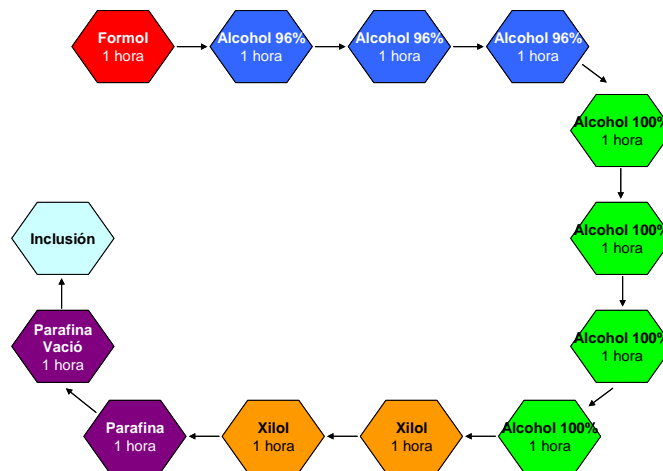 Formol
1 hora
Alcohol 96%
1 hora
Alcohol 96%
1 hora
Alcohol 96%
1 hora
Alcohol 100%
1 hora
Alcohol 100%
1 hora
Alcohol 100%
1 hora
Alcohol 100%
1 hora
Xilol
1 hora
Xilol
1 hora
Parafina
1 hora
Parafina
Vació
1 hora
Inclusión